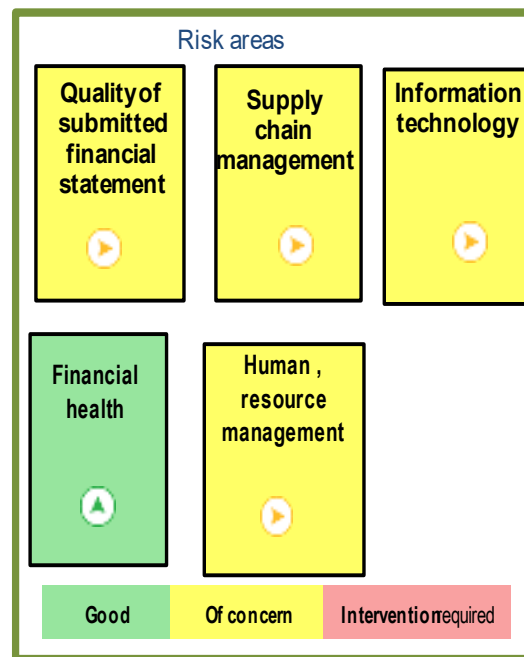 Risk areas
Quality of
submitted
financial
statement
Supply
chain
management
Information
technology
Financial
health
Human ,
resource
management
Good
Of concern
Intervention required